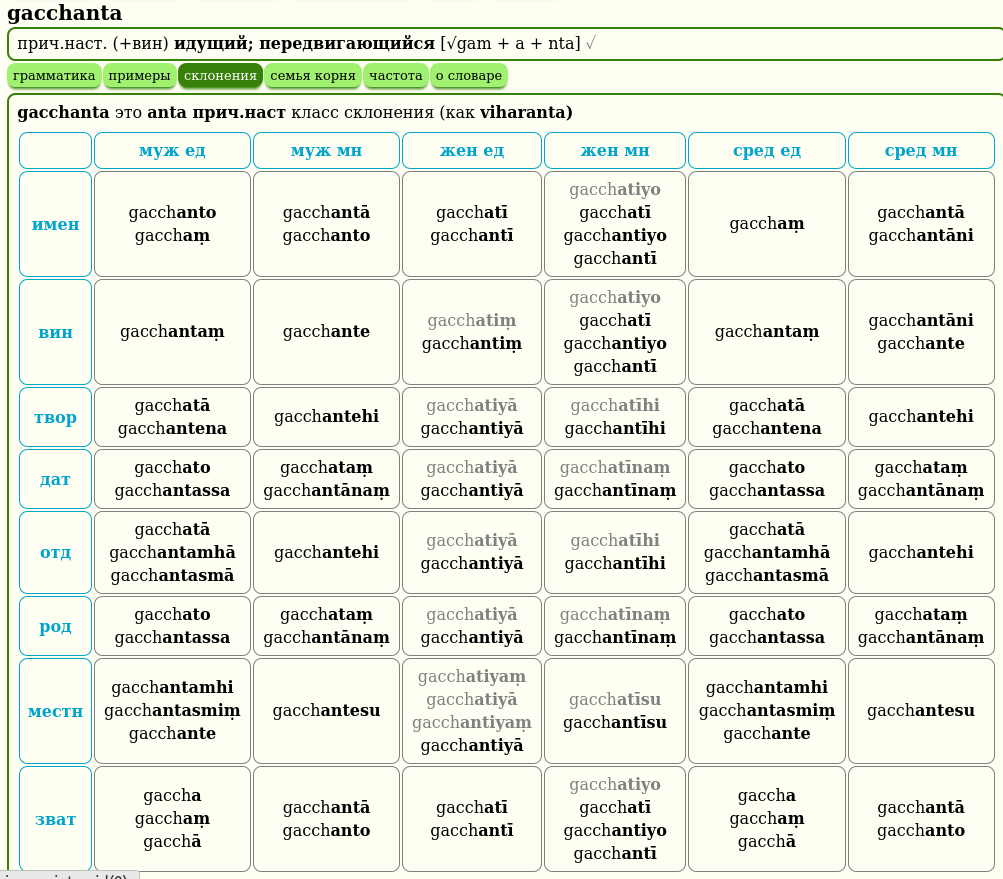 gacchanta
прич.наст. (+вин) идущий; передвигающийся [√gam + a + nta] √
грамматика примеры склонения семья корня частота о словаре
gacchanta это anta прич.наст класс склонения (как viharanta)
муж ед муж мн жен ед жен мн сред ед сред мн
имен
gacchanto
gacchaṃ
gacchantā
gacchanto
gacchatī
gacchantī
gacchatiyo
gacchatī
gacchantiyo
gacchantī
gacchaṃ
gacchantā
gacchantāni
вин
gacchantaṃ
gacchante
gacchatiṃ
gacchantiṃ
gacchatiyo
gacchatī
gacchantiyo
gacchantī
gacchantaṃ
gacchantāni
gacchante
твор
gacchatā
gacchantena
gacchantehi
gacchatiyā
gacchantiyā
gacchatīhi
gacchantīhi
gacchatā
gacchantena
gacchantehi
дат
gacchato
gacchantassa
gacchataṃ
gacchantānaṃ
gacchatiyā
gacchantiyā
gacchatīnaṃ
gacchantīnaṃ
gacchato
gacchantassa
gacchataṃ
gacchantānaṃ
отд
gacchatā
gacchantamhā
gacchantasmā
gacchantehi
gacchatiyā
gacchantiyā
gacchatīhi
gacchantīhi
gacchatā
gacchantamhā
gacchantasmā
gacchantehi
род
gacchato
gacchantassa
gacchataṃ
gacchantānaṃ
gacchatiyā
gacchantiyā
gacchatīnaṃ
gacchantīnaṃ
gacchato
gacchantassa
gacchataṃ
gacchantānaṃ
местн
gacchantamhi
gacchantasmiṃ
gacchante
gacchantesu
gacchatiyaṃ
gacchatiyā
gacchantiyaṃ
gacchantiyā
gacchatīsu
gacchantīsu
gacchantamhi
gacchantasmiṃ
gacchante
gacchantesu
зват
gaccha
gacchaṃ
gacchā
gacchantā
gacchanto
gacchatī
gacchantī
gacchatiyo
gacchatī
gacchantiyo
gacchantī
gaccha
gacchaṃ
gacchā
gacchantā
gacchanto